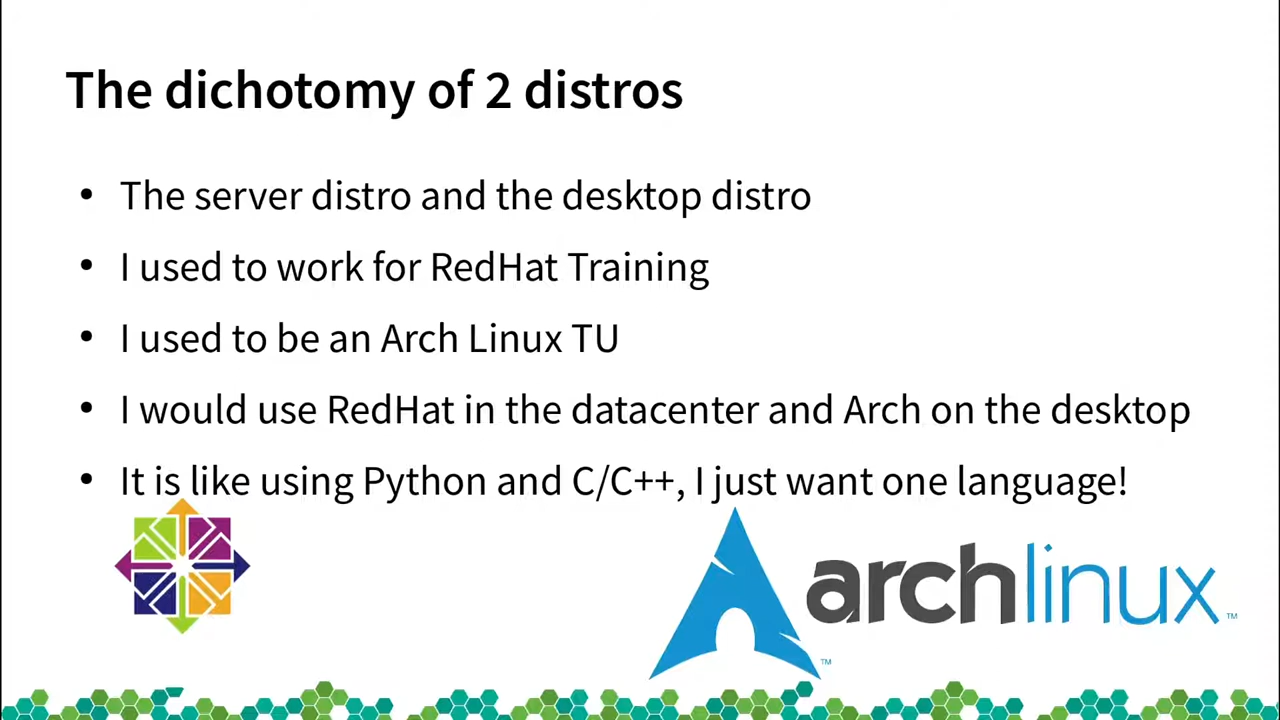 The dichotomy of 2 distros
• The server distro and the desktop distro
• I used to work for RedHat Training
• I used to be an Arch Linux TU
• I would use RedHat in the datacenter and Arch on the desktop
• It is like using Python and C/C++, I just want one language!
archlinux™
™